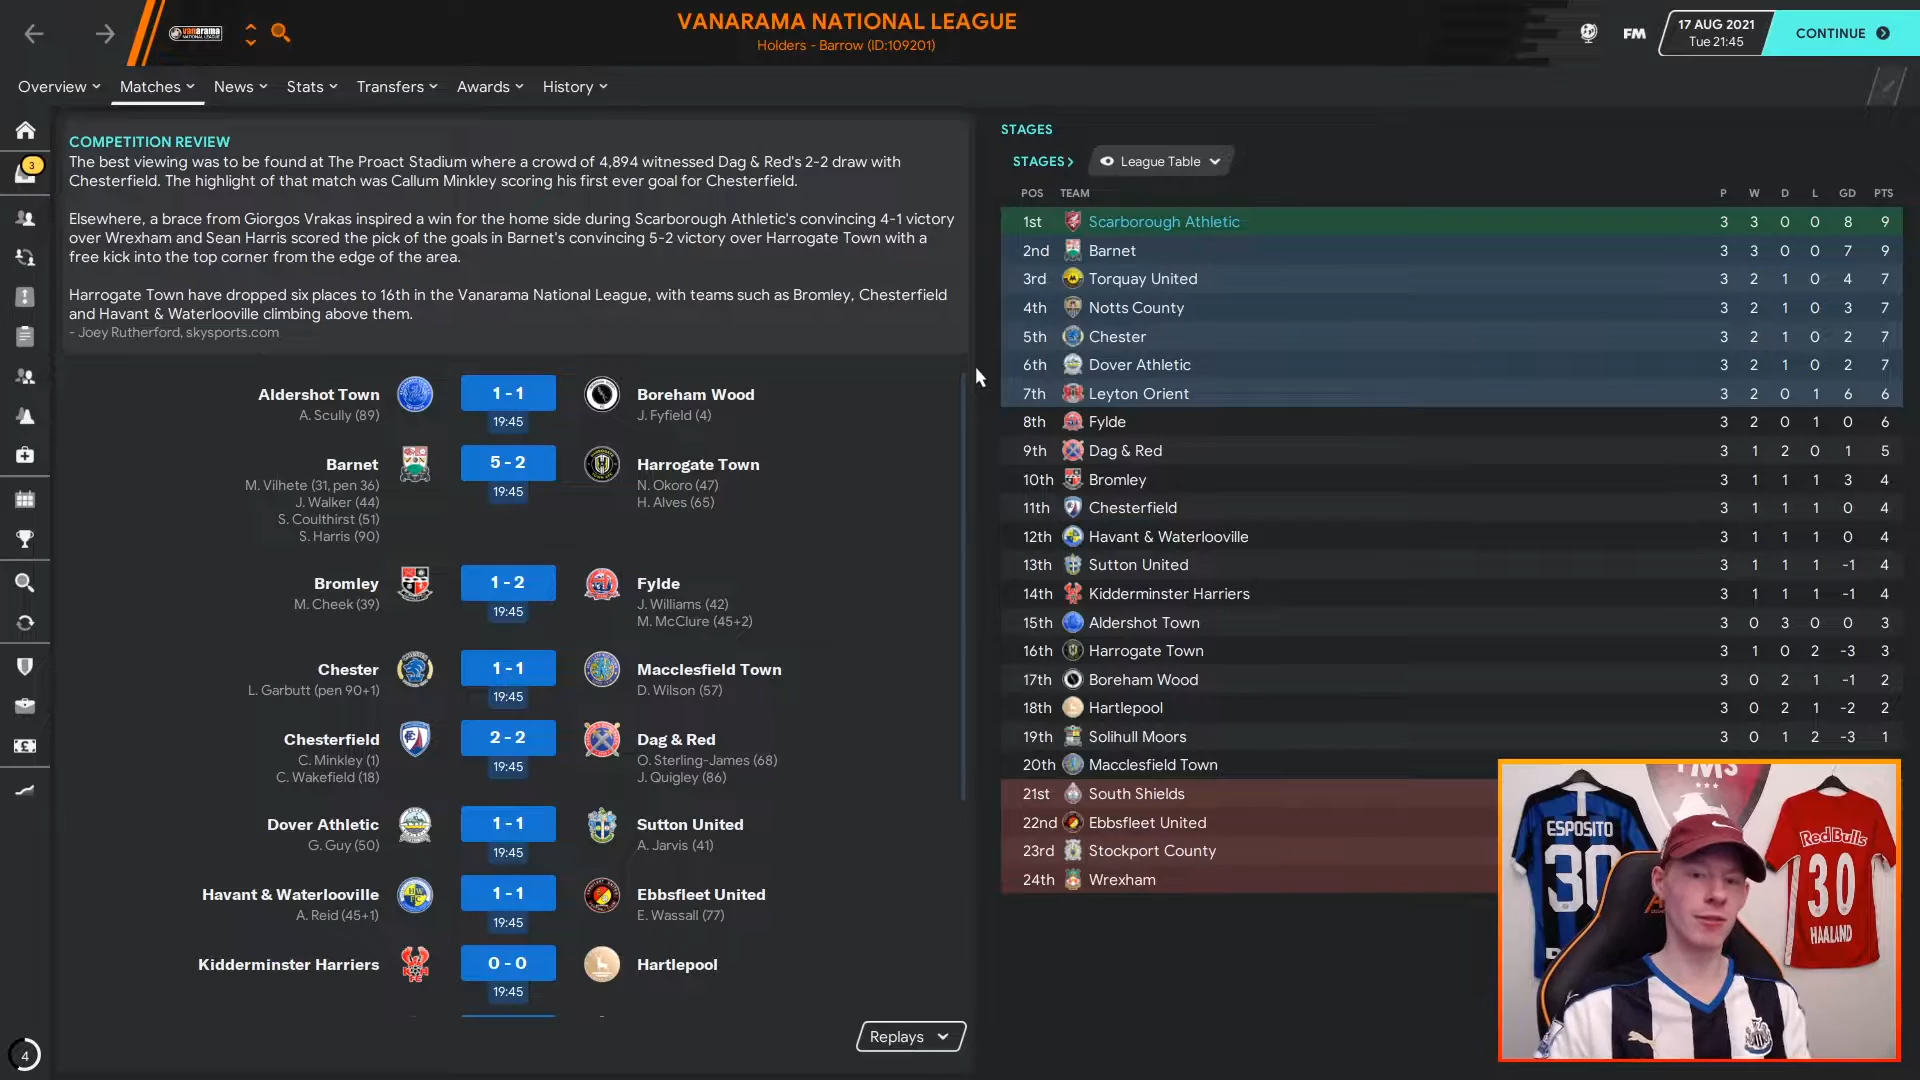 VANARAMA NATIONAL LEAGUE
Holders - Barrow (ID:109201)
vanarama
NATIONAL LEAGUE
FM
17 AUG 2021
Tue 21:45
CONTINUE
Overview Matches News Stats Transfers Awards History
3
COMPETITION REVIEW
The best viewing was to be found at The Proact Stadium where a crowd of 4,894 witnessed Dag & Red's 2-2 draw with
Chesterfield. The highlight of that match was Callum Minkley scoring his first ever goal for Chesterfield.
Elsewhere, a brace from Giorgos Vrakas inspired a win for the home side during Scarborough Athletic's convincing 4-1 victory
over Wrexham and Sean Harris scored the pick of the goals in Barnet's convincing 5-2 victory over Harrogate Town with a
free kick into the top corner from the edge of the area.
Harrogate Town have dropped six places to 16th in the Vanarama National League, with teams such as Bromley, Chesterfield
and Havant & Waterlooville climbing above them.
- Joey Rutherford, skysports.com
Aldershot Town 1 - 1 Boreham Wood
A. Scully (89) 19:45 J. Fyfield (4)
Barnet 5 - 2 Harrogate Town
M. Vilhete (31, pen 36) 19:45 N. Okoro (47)
J. Walker (44) H. Alves (65)
S. Coulthirst (51)
S. Harris (90)
Bromley 1 - 2 Fylde
M. Cheek (39) 19:45 J. Williams (42)
M. McClure (45+2)
Chester 1 - 1 Macclesfield Town
L. Garbutt (pen 90+1) 19:45 D. Wilson (57)
Chesterfield 2 - 2 Dag & Red
C. Minkley (1) 19:45 O. Sterling-James (68)
C. Wakefield (18) J. Quigley (86)
Dover Athletic 1 - 1 Sutton United
G. Guy (50) 19:45 A. Jarvis (41)
Havant & Waterlooville 1 - 1 Ebbsfleet United
A. Reid (45+1) 19:45 E. Wassall (77)
Kidderminster Harriers 0 - 0 Hartlepool
19:45
Replays
4
STAGES
STAGES> League Table
POS TEAM P W D L GD PTS
1st Scarborough Athletic 3 3 0 0 8 9
2nd Barnet 3 3 0 0 7 9
3rd Torquay United 3 2 1 0 4 7
4th Notts County 3 2 1 0 3 7
5th Chester 3 2 1 0 2 7
6th Dover Athletic 3 2 1 0 2 7
7th Leyton Orient 3 2 0 1 6 6
8th Fylde 3 2 0 1 0 6
9th Dag & Red 3 1 2 0 1 5
10th Bromley 3 1 1 1 3 4
11th Chesterfield 3 1 1 1 0 4
12th Havant & Waterlooville 3 1 1 1 0 4
13th Sutton United 3 1 1 1 -1 4
14th Kidderminster Harriers 3 1 1 1 -1 4
15th Aldershot Town 3 0 3 0 0 3
16th Harrogate Town 3 1 0 2 -3 3
17th Boreham Wood 3 0 2 1 -1 2
18th Hartlepool 3 0 2 1 -2 2
19th Solihull Moors 3 0 1 2 -3 1
20th Macclesfield Town
21st South Shields
22nd Ebbsfleet United
23rd Stockport County
24th Wrexham
ESPOSITO
30
RedBulls
30
HAALAND